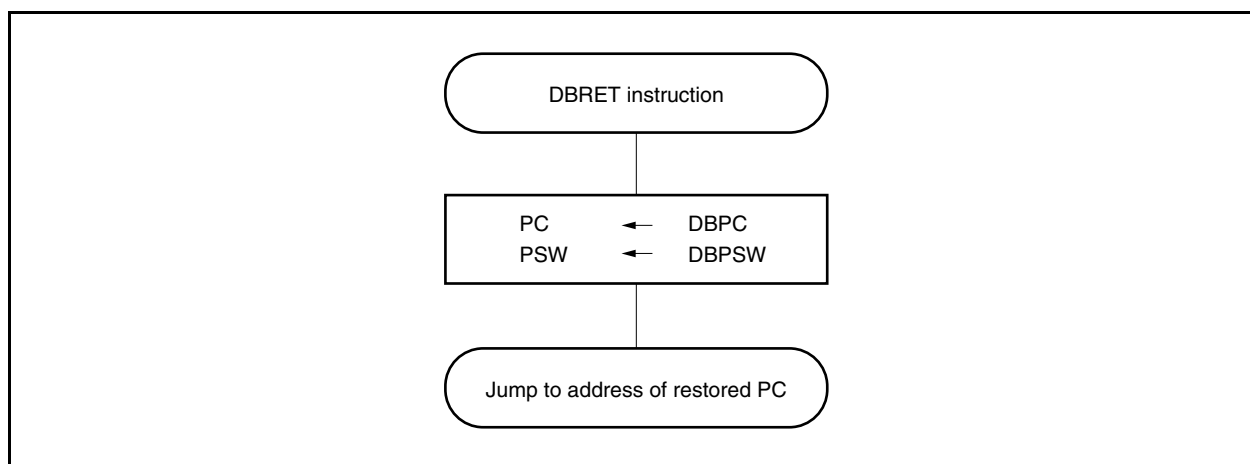 DBRET instruction
PC ← DBPC
PSW ← DBPSW
Jump to address of restored PC